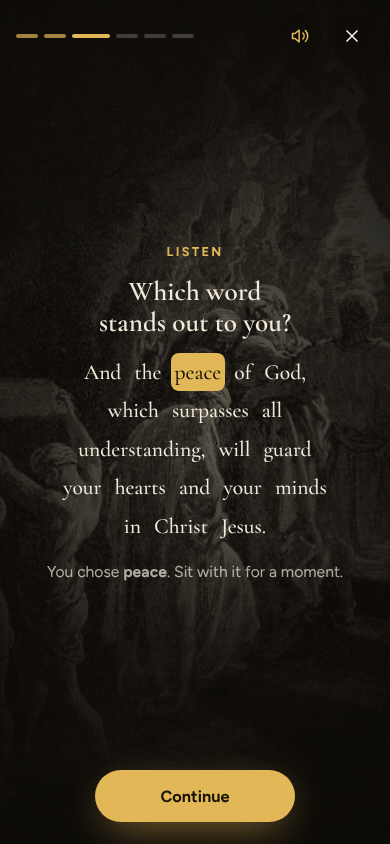 LISTEN
Which word
stands out to you?
And the peace of God,
which surpasses all
understanding, will guard
your hearts and your minds
in Christ Jesus.
You chose peace. Sit with it for a moment.
Continue